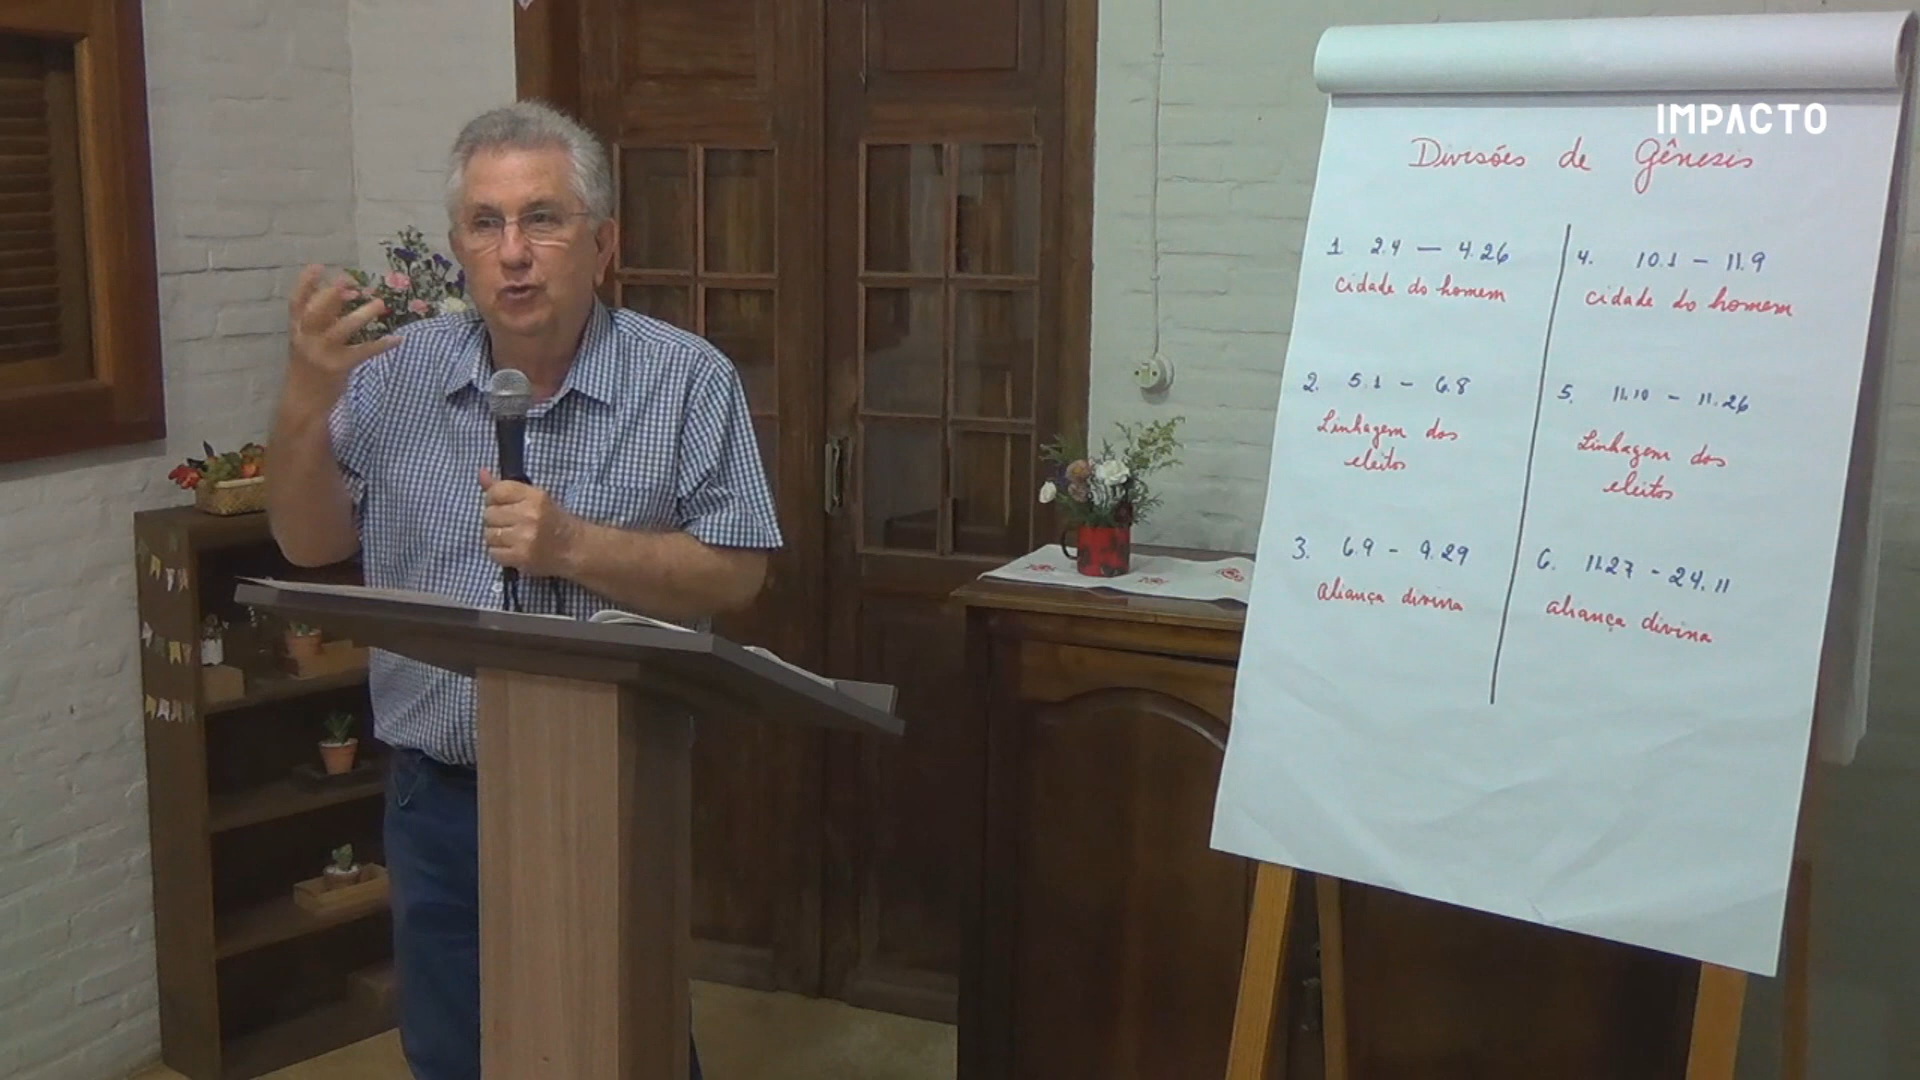 IMPACTO
Divisões de Gênesis
1 2.4 — 4.26
cidade do homem
2. 5.1 - 6.8
Linhagem dos
eleitos
3. 6.9 - 9.29
aliança divina
4. 10.1 - 11.9
cidade do homem
5. 11.10 - 11.26
Linhagem dos
eleitos
6. 11.27 - 24.11
aliança divina